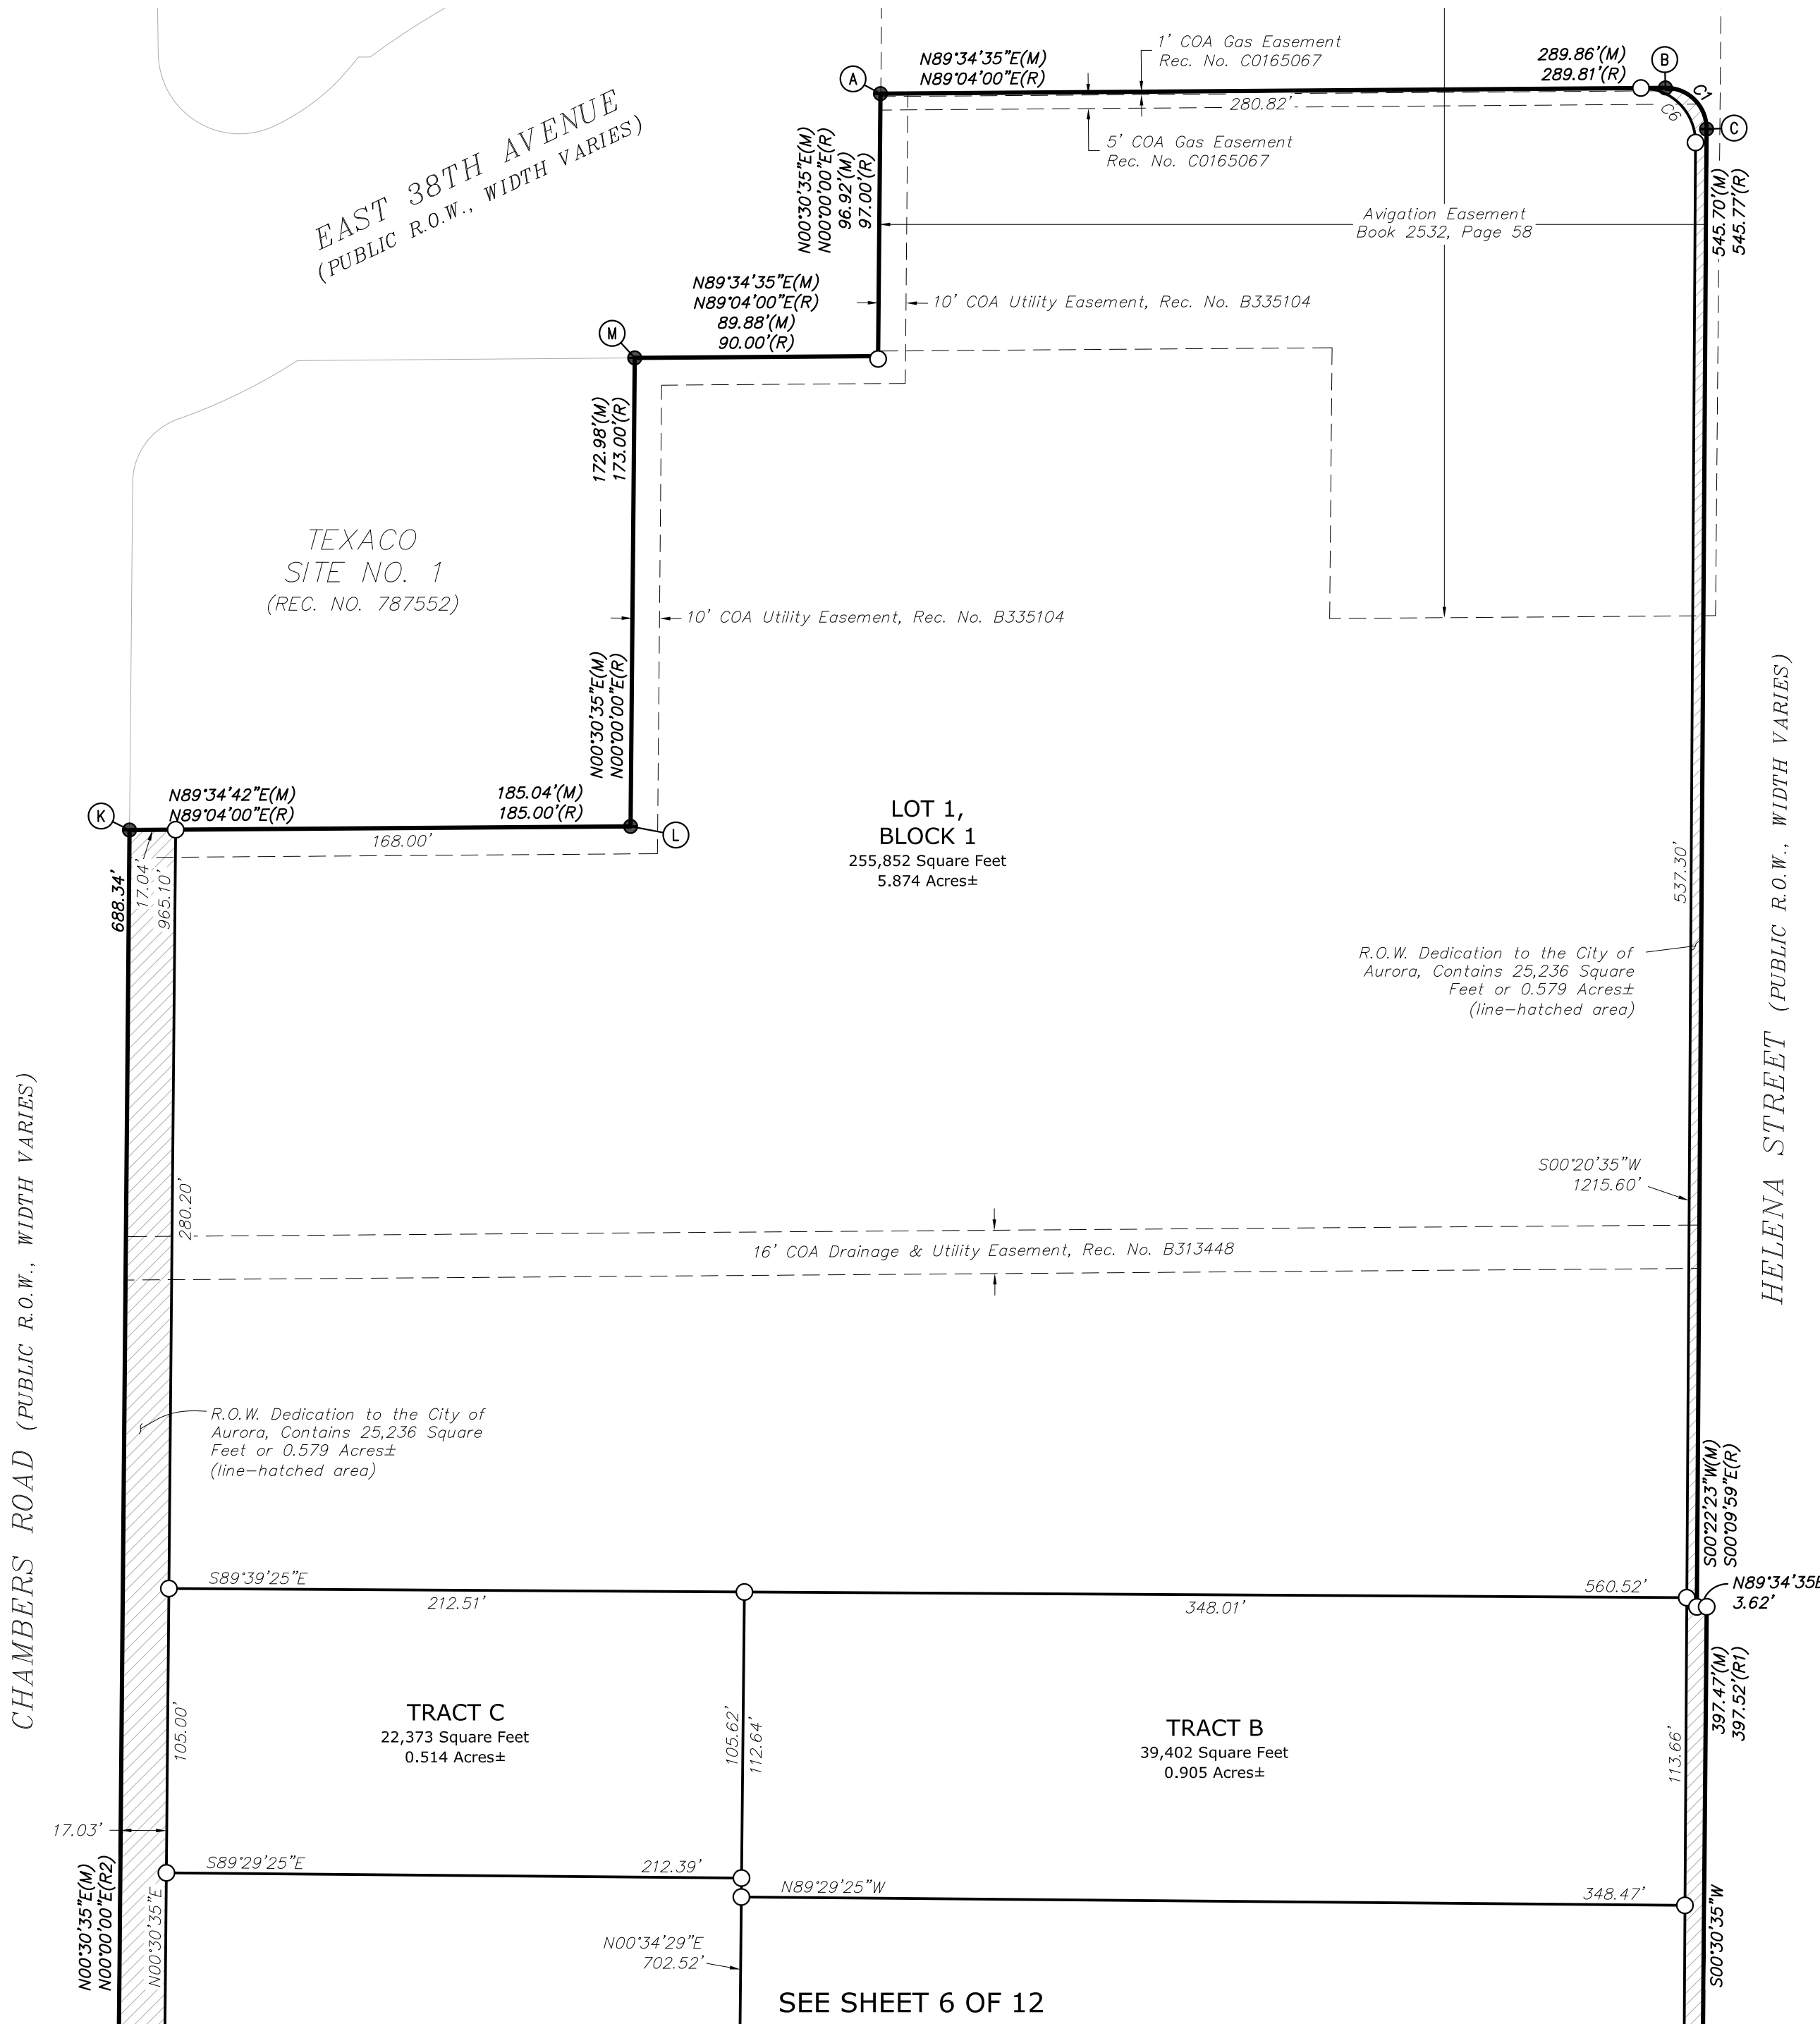 1' COA Gas Easement
Rec. No. C0165067
N89°34'35"E(M)
N89°04'00"E(R)
289.86'(M)
289.81'(R)
A
B
C1
C6
C
280.82'
5' COA Gas Easement
Rec. No. C0165067
EAST 38TH AVENUE
(PUBLIC R.O.W., WIDTH VARIES)
N00°30'35"E(M)
N00°00'00"E(R)
96.92'(M)
97.00'(R)
545.70'(M)
545.77'(R)
Avigation Easement
Book 2532, Page 58
N89°34'35"E(M)
N89°04'00"E(R)
89.88'(M)
90.00'(R)
10' COA Utility Easement, Rec. No. B335104
M
172.98'(M)
173.00'(R)
TEXACO
SITE NO. 1
(REC. NO. 787552)
10' COA Utility Easement, Rec. No. B335104
N00°30'35"E(M)
N00°00'00"E(R)
HELENA STREET (PUBLIC R.O.W., WIDTH VARIES)
K
N89°34'42"E(M)
N89°04'00"E(R)
185.04'(M)
185.00'(R)
L
168.00'
LOT 1,
BLOCK 1
255,852 Square Feet
5.874 Acres±
688.34'
17.04'
965.10'
537.30'
R.O.W. Dedication to the City of
Aurora, Contains 25,236 Square
Feet or 0.579 Acres±
(line-hatched area)
CHAMBERS ROAD (PUBLIC R.O.W., WIDTH VARIES)
S00°20'35"W
1215.60'
280.20'
16' COA Drainage & Utility Easement, Rec. No. B313448
R.O.W. Dedication to the City of
Aurora, Contains 25,236 Square
Feet or 0.579 Acres±
(line-hatched area)
S00°22'23"W(M)
S00°09'59"E(R)
S89°39'25"E
212.51'
560.52'
348.01'
N89°34'35E
3.62'
397.47'(M)
397.52'(R1)
105.00'
TRACT C
22,373 Square Feet
0.514 Acres±
105.62'
112.64'
TRACT B
39,402 Square Feet
0.905 Acres±
113.66'
17.03'
S89°29'25"E
212.39'
N89°29'25"W
348.47'
N00°30'35"E(M)
N00°00'00"E(R2)
N00°30'35"E
N00°34'29"E
702.52'
S00°30'35"W
SEE SHEET 6 OF 12